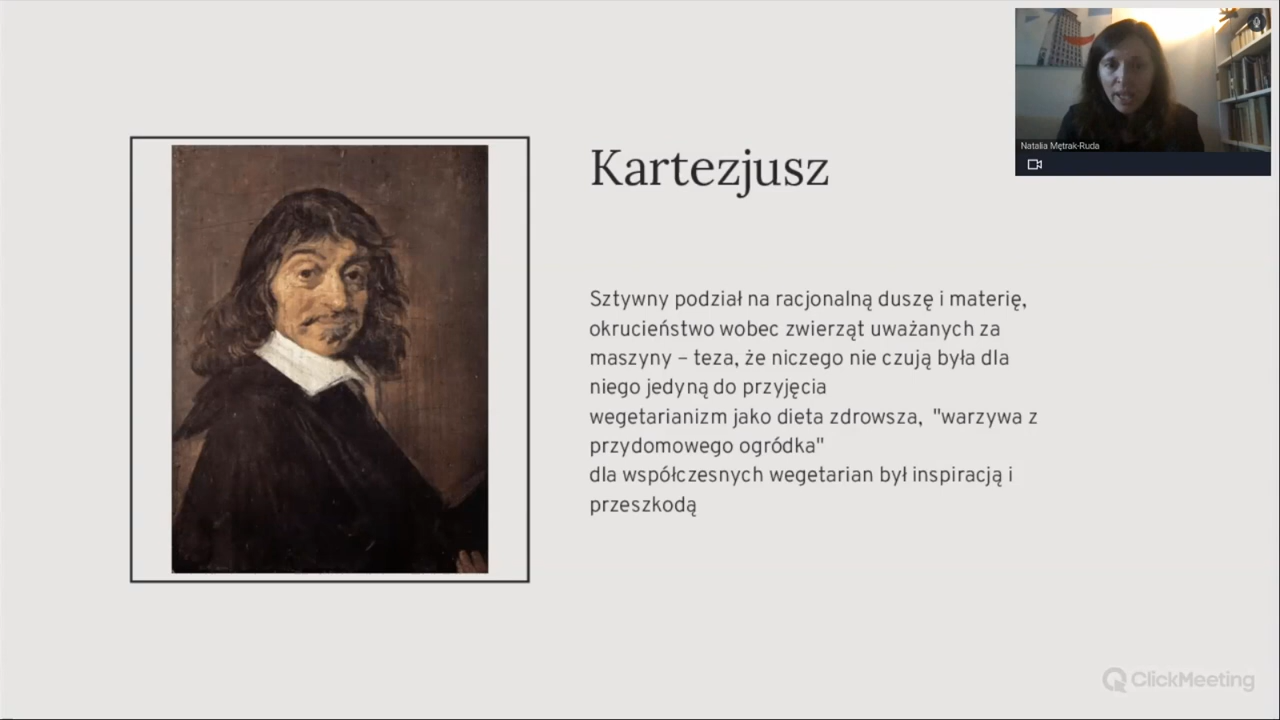 Natalia Mętrak-Ruda
Kartezjusz
Sztywny podział na racjonalną duszę i materię,
okrucieństwo wobec zwierząt uważanych za
maszyny – teza, że niczego nie czują była dla
niego jedyną do przyjęcia
wegetarianizm jako dieta zdrowsza, "warzywa z
przydomowego ogródka"
dla współczesnych wegetarian był inspiracją i
przeszkodą
ClickMeeting